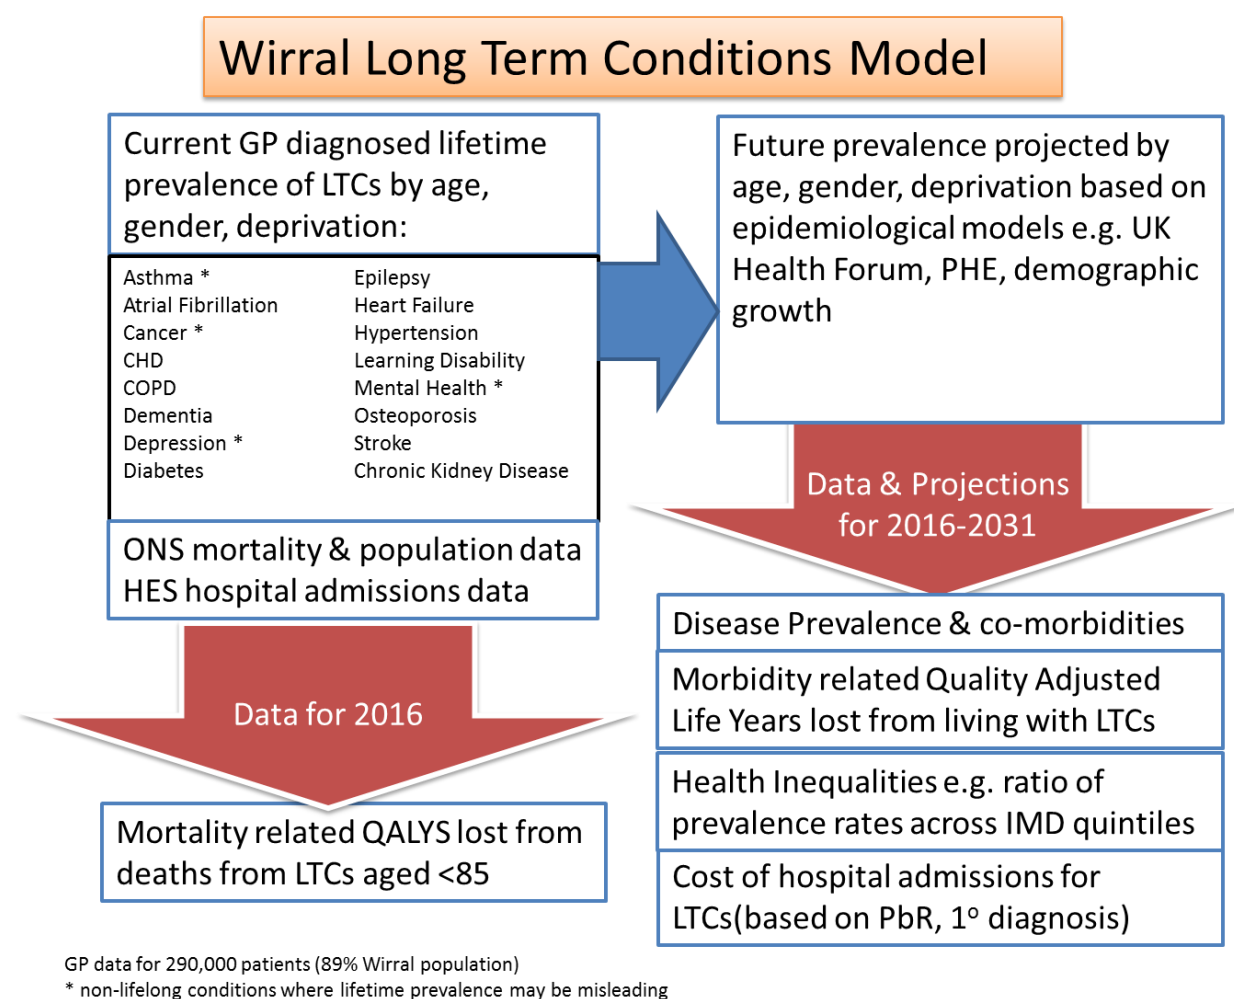 Wirral Long Term Conditions Model
Current GP diagnosed lifetime
prevalence of LTCs by age,
gender, deprivation:
Asthma *
Atrial Fibrillation
Cancer *
CHD
COPD
Dementia
Depression *
Diabetes
Epilepsy
Heart Failure
Hypertension
Learning Disability
Mental Health *
Osteoporosis
Stroke
Chronic Kidney Disease
ONS mortality & population data
HES hospital admissions data
Data for 2016
Mortality related QALYS lost from
deaths from LTCs aged <85
Future prevalence projected by
age, gender, deprivation based on
epidemiological models e.g. UK
Health Forum, PHE, demographic
growth
Data & Projections
for 2016-2031
Disease Prevalence & co-morbidities
Morbidity related Quality Adjusted
Life Years lost from living with LTCs
Health Inequalities e.g. ratio of
prevalence rates across IMD quintiles
Cost of hospital admissions for
LTCs(based on PbR, 1º diagnosis)
GP data for 290,000 patients (89% Wirral population)
* non-lifelong conditions where lifetime prevalence may be misleading